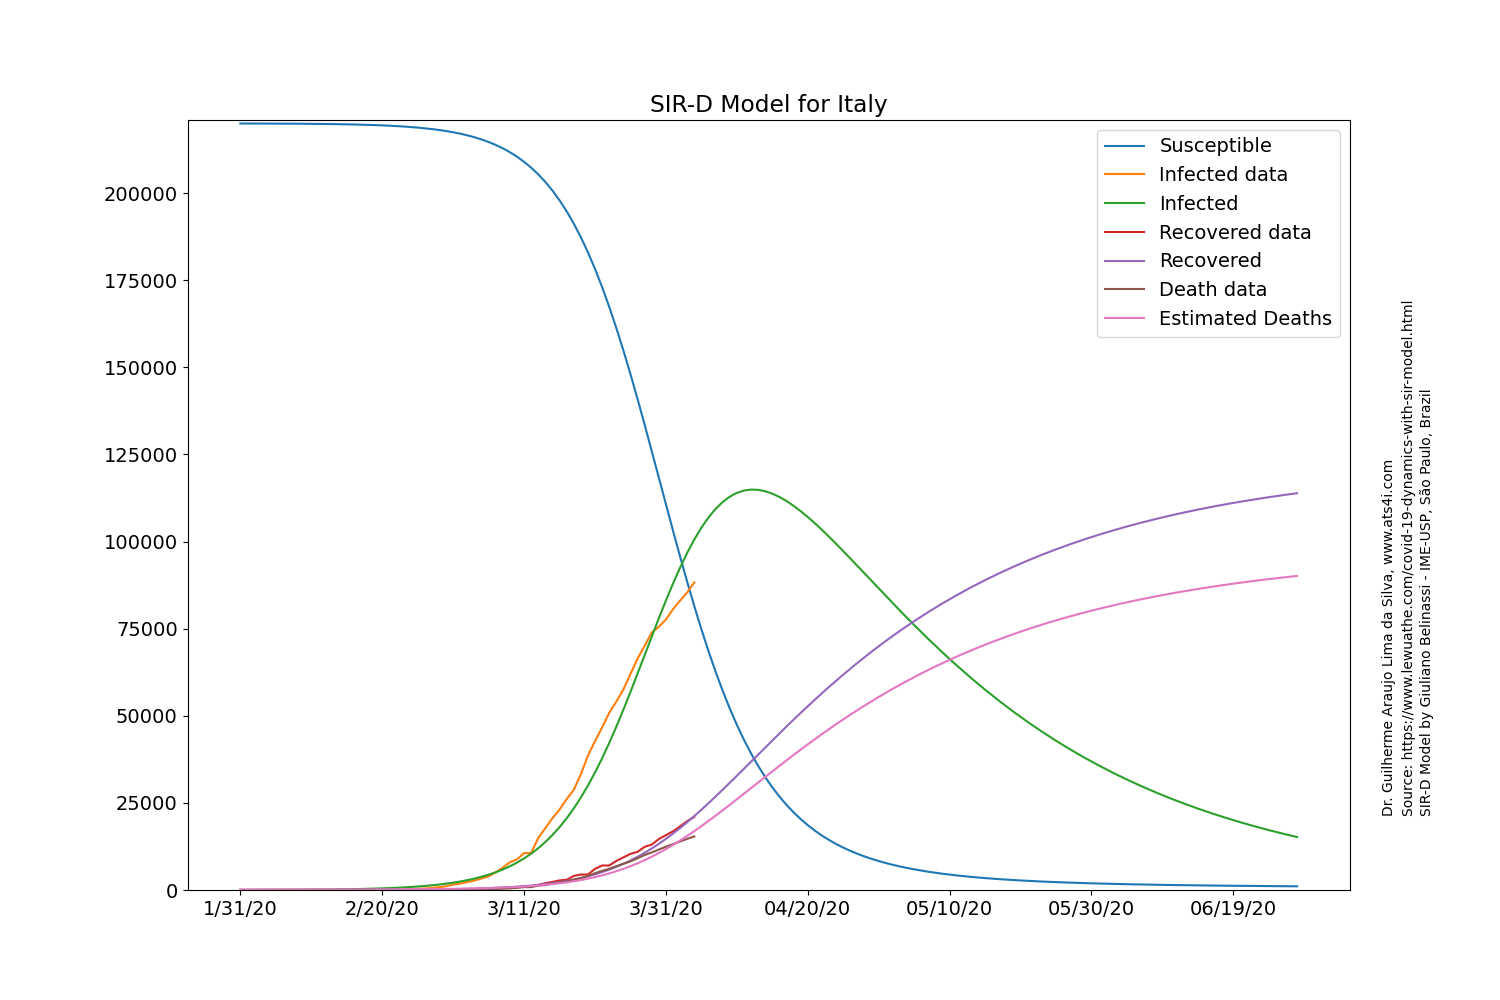 SIR-D Model for Italy
200000
175000
150000
125000
100000
75000
50000
25000
0
1/31/20 2/20/20 3/11/20 3/31/20 04/20/20 05/10/20 05/30/20 06/19/20
Susceptible
Infected data
Infected
Recovered data
Recovered
Death data
Estimated Deaths
Dr. Guilherme Araujo Lima da Silva, www.ats4i.com
Source: https://www.lewuathe.com/covid-19-dynamics-with-sir-model.html
SIR-D Model by Giuliano Belinassi - IME-USP, São Paulo, Brazil